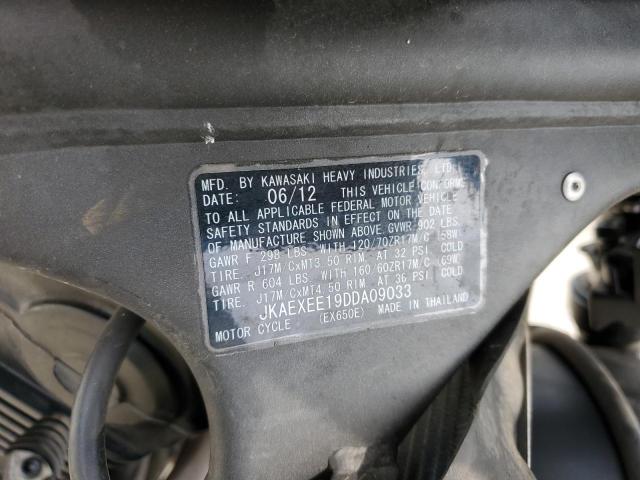 MFD. BY KAWASAKI HEAVY INDUSTRIES, LTD.
DATE: 06/12 THIS VEHICLE CONFORMS
TO ALL APPLICABLE FEDERAL MOTOR VEHICLE
SAFETY STANDARDS IN EFFECT ON THE DATE
OF MANUFACTURE SHOWN ABOVE. GVWR 902 LBS.
GAWR F 298 LBS. WITH 120/70ZR17M/C (58W)
TIRE, J17M CxMT3.50 RIM, AT 32 PSI COLD
GAWR R 604 LBS. WITH 160/60ZR17M/C (69W)
TIRE, J17M CxMT4.50 RIM, AT 36 PSI COLD
JKAEXEE19DDA09033
MOTOR CYCLE (EX650E) MADE IN THAILAND